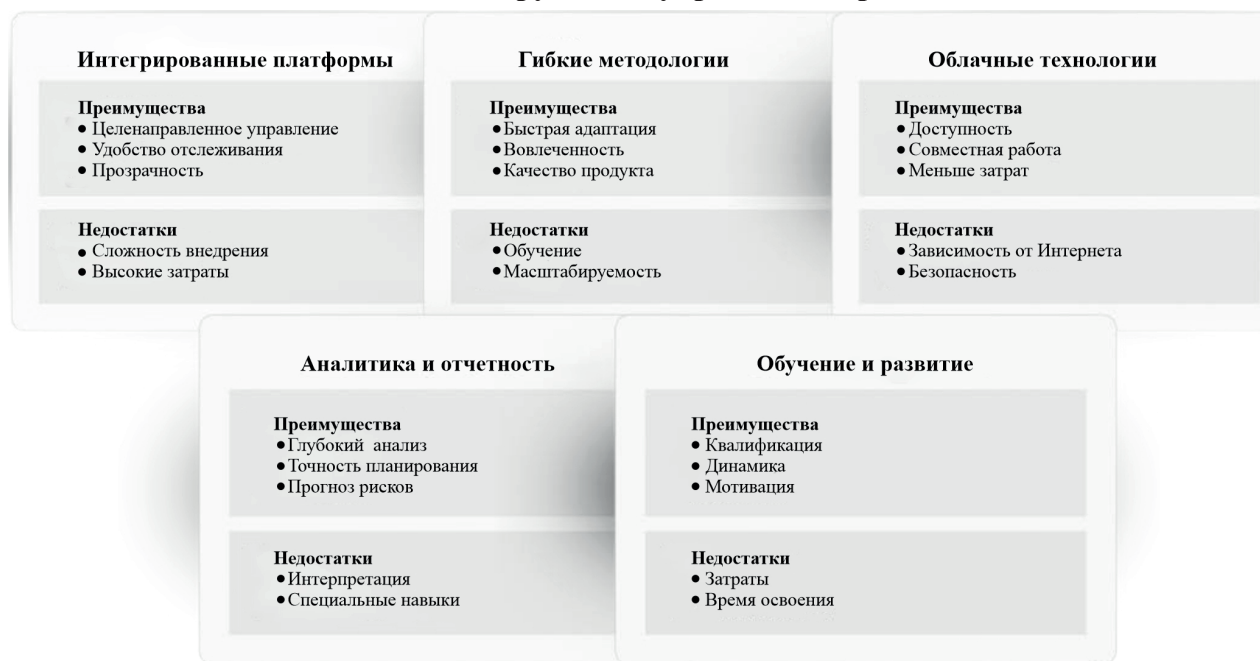 Интегрированные платформы
Преимущества
• Целенаправленное управление
• Удобство отслеживания
• Прозрачность
Недостатки
• Сложность внедрения
• Высокие затраты
Гибкие методологии
Преимущества
• Быстрая адаптация
• Вовлеченность
• Качество продукта
Недостатки
• Обучение
• Масштабируемость
Облачные технологии
Преимущества
• Доступность
• Совместная работа
• Меньше затрат
Недостатки
• Зависимость от Интернета
• Безопасность
Аналитика и отчетность
Преимущества
• Глубокий анализ
• Точность планирования
• Прогноз рисков
Недостатки
• Интерпретация
• Специальные навыки
Обучение и развитие
Преимущества
• Квалификация
• Динамика
• Мотивация
Недостатки
• Затраты
• Время освоения